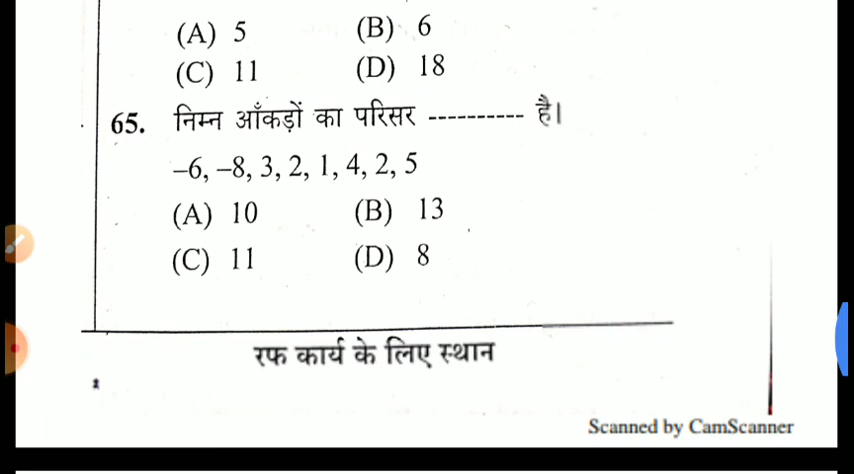 (A) 5 (B) 6
(C) 11 (D) 18
65. निम्न आँकड़ों का परिसर ---------- है।
–6, –8, 3, 2, 1, 4, 2, 5
(A) 10 (B) 13
(C) 11 (D) 8
रफ कार्य के लिए स्थान
Scanned by CamScanner